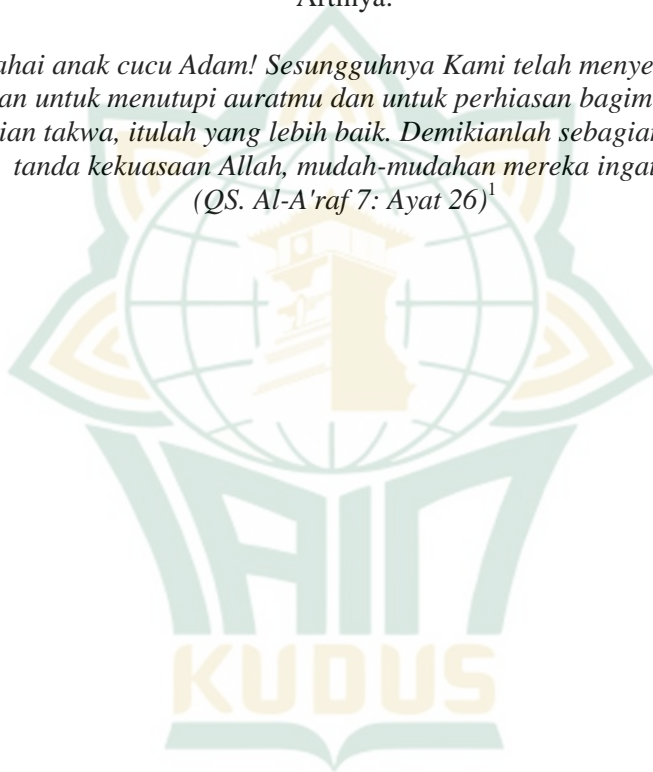 Artinya:
ahai anak cucu Adam! Sesungguhnya Kami telah menye
an untuk menutupi auratmu dan untuk perhiasan bagim
ian takwa, itulah yang lebih baik. Demikianlah sebagian
tanda kekuasaan Allah, mudah-mudahan mereka ingat
(QS. Al-A'raf 7: Ayat 26)1
IAIN
KUDUS